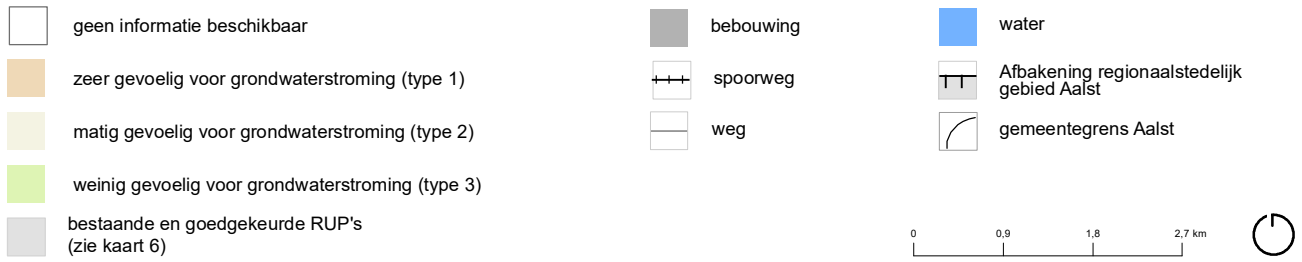 geen informatie beschikbaar
zeer gevoelig voor grondwaterstroming (type 1)
matig gevoelig voor grondwaterstroming (type 2)
weinig gevoelig voor grondwaterstroming (type 3)
bestaande en goedgekeurde RUP's
(zie kaart 6)
bebouwing
spoorweg
weg
water
Afbakening regionaalstedelijk
gebied Aalst
gemeentegrens Aalst
0 0,9 1,8 2,7 km